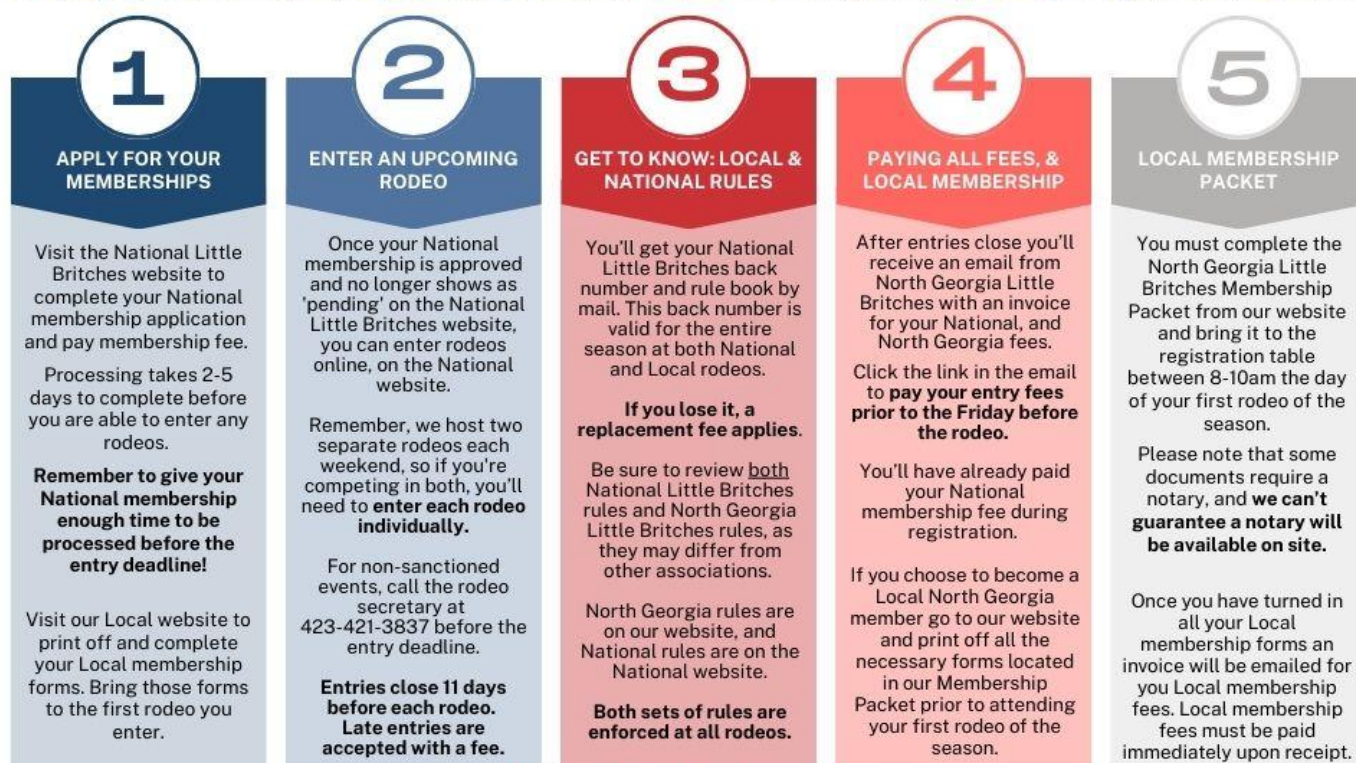 1
APPLY FOR YOUR
MEMBERSHIPS
Visit the National Little
Britches website to
complete your National
membership application
and pay membership fee.
Processing takes 2-5
days to complete before
you are able to enter any
rodeos.
Remember to give your
National membership
enough time to be
processed before the
entry deadline!
Visit our Local website to
print off and complete
your Local membership
forms. Bring those forms
to the first rodeo you
enter.
2
ENTER AN UPCOMING
RODEO
Once your National
membership is approved
and no longer shows as
'pending' on the National
Little Britches website,
you can enter rodeos
online, on the National
website.
Remember, we host two
separate rodeos each
weekend, so if you're
competing in both, you'll
need to enter each rodeo
individually.
For non-sanctioned
events, call the rodeo
secretary at
423-421-3837 before the
entry deadline.
Entries close 11 days
before each rodeo.
Late entries are
accepted with a fee.
3
GET TO KNOW: LOCAL &
NATIONAL RULES
You'll get your National
Little Britches back
number and rule book by
mail. This back number is
valid for the entire
season at both National
and Local rodeos.
If you lose it, a
replacement fee applies.
Be sure to review both
National Little Britches
rules and North Georgia
Little Britches rules, as
they may differ from
other associations.
North Georgia rules are
on our website, and
National rules are on the
National website.
Both sets of rules are
enforced at all rodeos.
4
PAYING ALL FEES, &
LOCAL MEMBERSHIP
After entries close you'll
receive an email from
North Georgia Little
Britches with an invoice
for your National, and
North Georgia fees.
Click the link in the email
to pay your entry fees
prior to the Friday before
the rodeo.
You'll have already paid
your National
membership fee during
registration.
If you choose to become a
Local North Georgia
member go to our website
and print off all the
necessary forms located
in our Membership
Packet prior to attending
your first rodeo of the
season.
5
LOCAL MEMBERSHIP
PACKET
You must complete the
North Georgia Little
Britches Membership
Packet from our website
and bring it to the
registration table
between 8-10am the day
of your first rodeo of the
season.
Please note that some
documents require a
notary, and we can't
guarantee a notary will
be available on site.
Once you have turned in
all your Local
membership forms an
invoice will be emailed for
you Local membership
fees. Local membership
fees must be paid
immediately upon receipt.